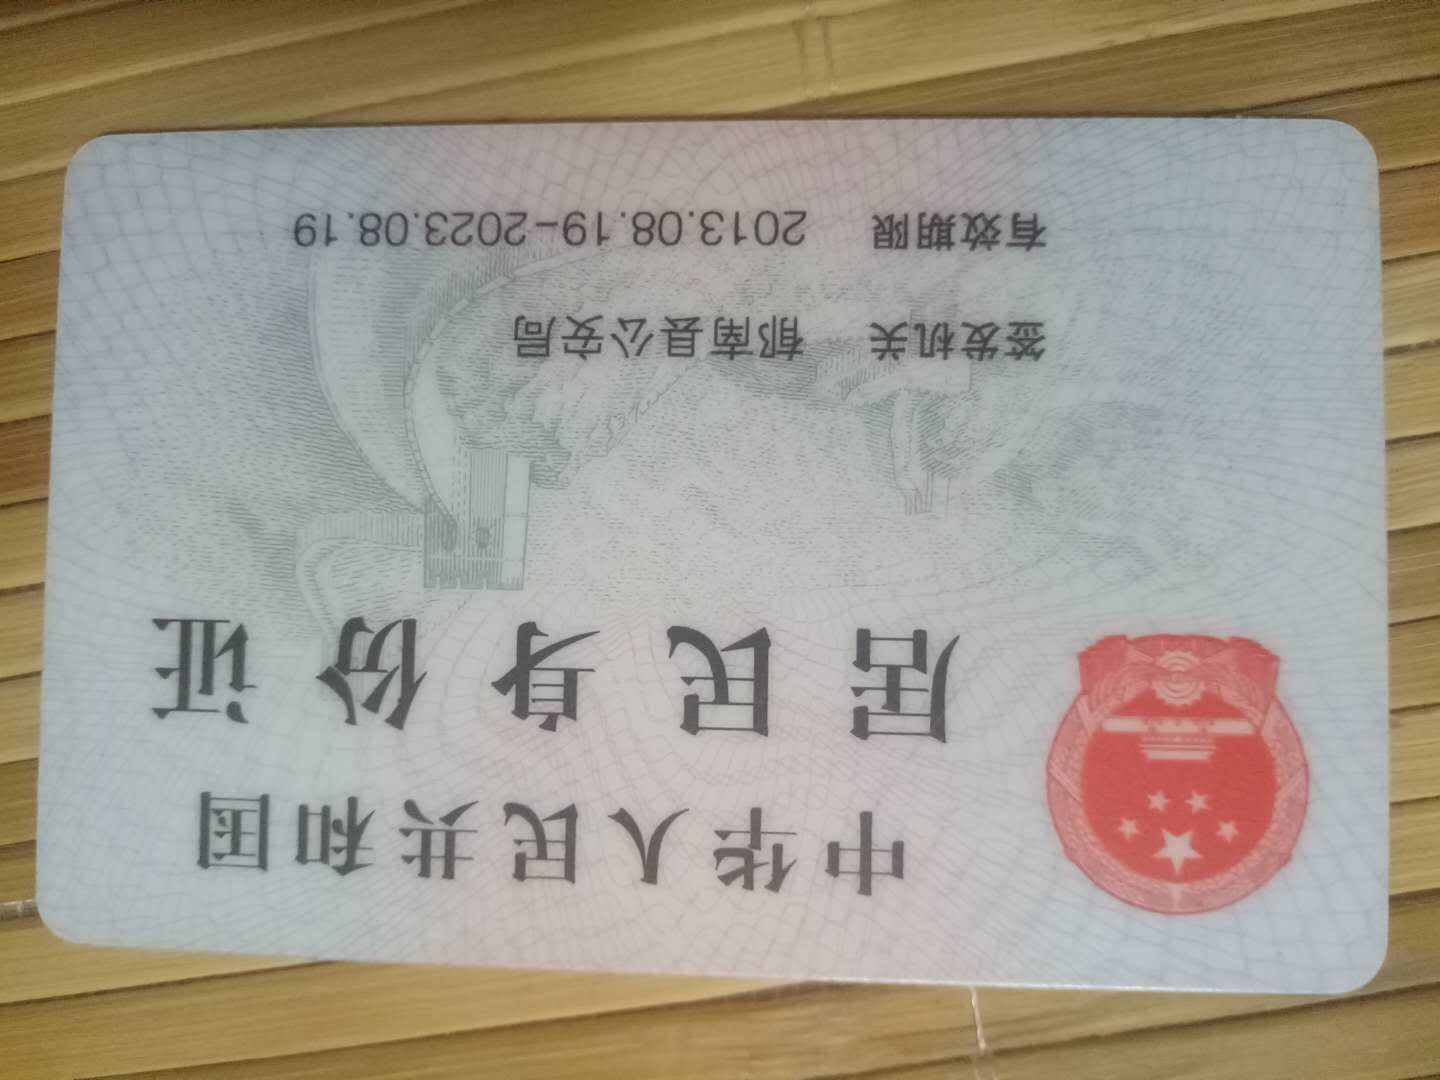 中华人民共和国
居民身份证
签发机关 郁南县公安局
有效期限 2013.08.19-2023.08.19